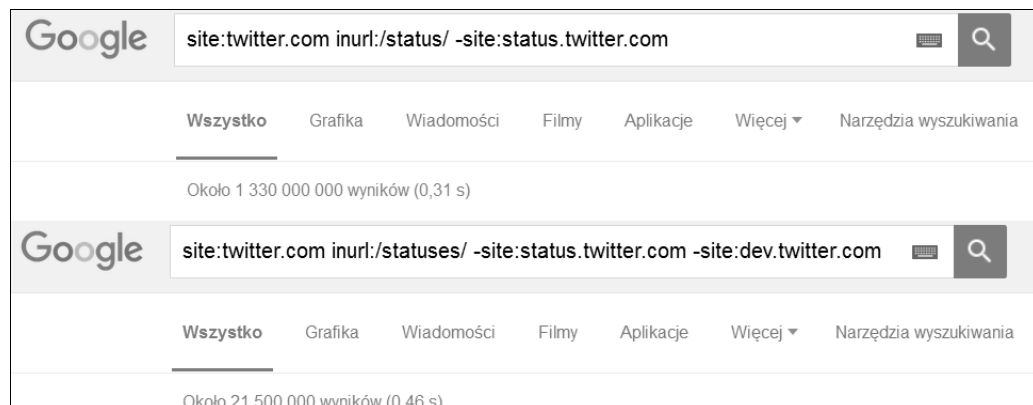 Google site:twitter.com inurl:/status/ -site:status.twitter.com
Wszystko Grafika Wiadomości Filmy Aplikacje Więcej Narzędzia wyszukiwania
Około 1 330 000 000 wyników (0,31 s)
Google site:twitter.com inurl:/statuses/ -site:status.twitter.com -site:dev.twitter.com
Wszystko Grafika Wiadomości Filmy Aplikacje Więcej Narzędzia wyszukiwania
Około 21 500 000 wyników (0,46 s)